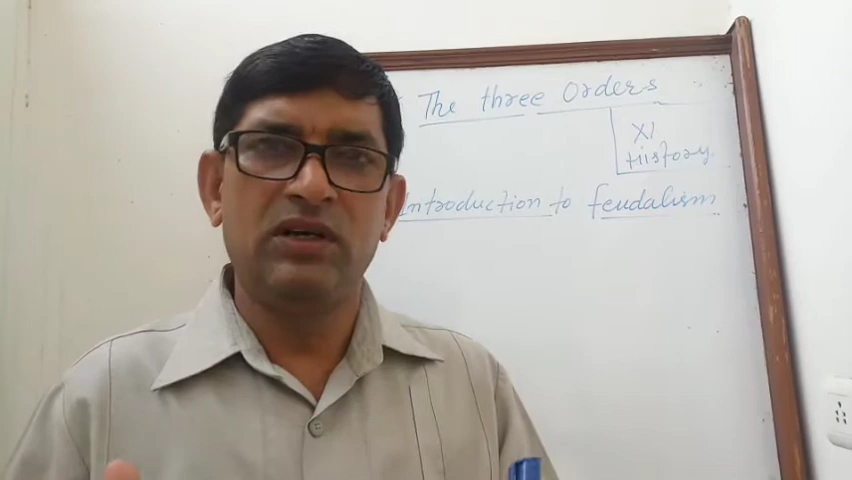 The three Orders
XI
History
Introduction to feudalism